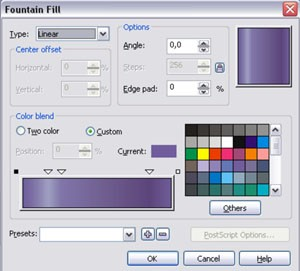 Fountain Fill
Type: Linear
Center offset
Horizontal: 0 %
Vertical: 0 %
Options
Angle: 0,0
Steps: 256
Edge pad: 0 %
Color blend
Two color Custom
Position: 0 % Current:
Others
Presets:
PostScript Options...
OK Cancel Help